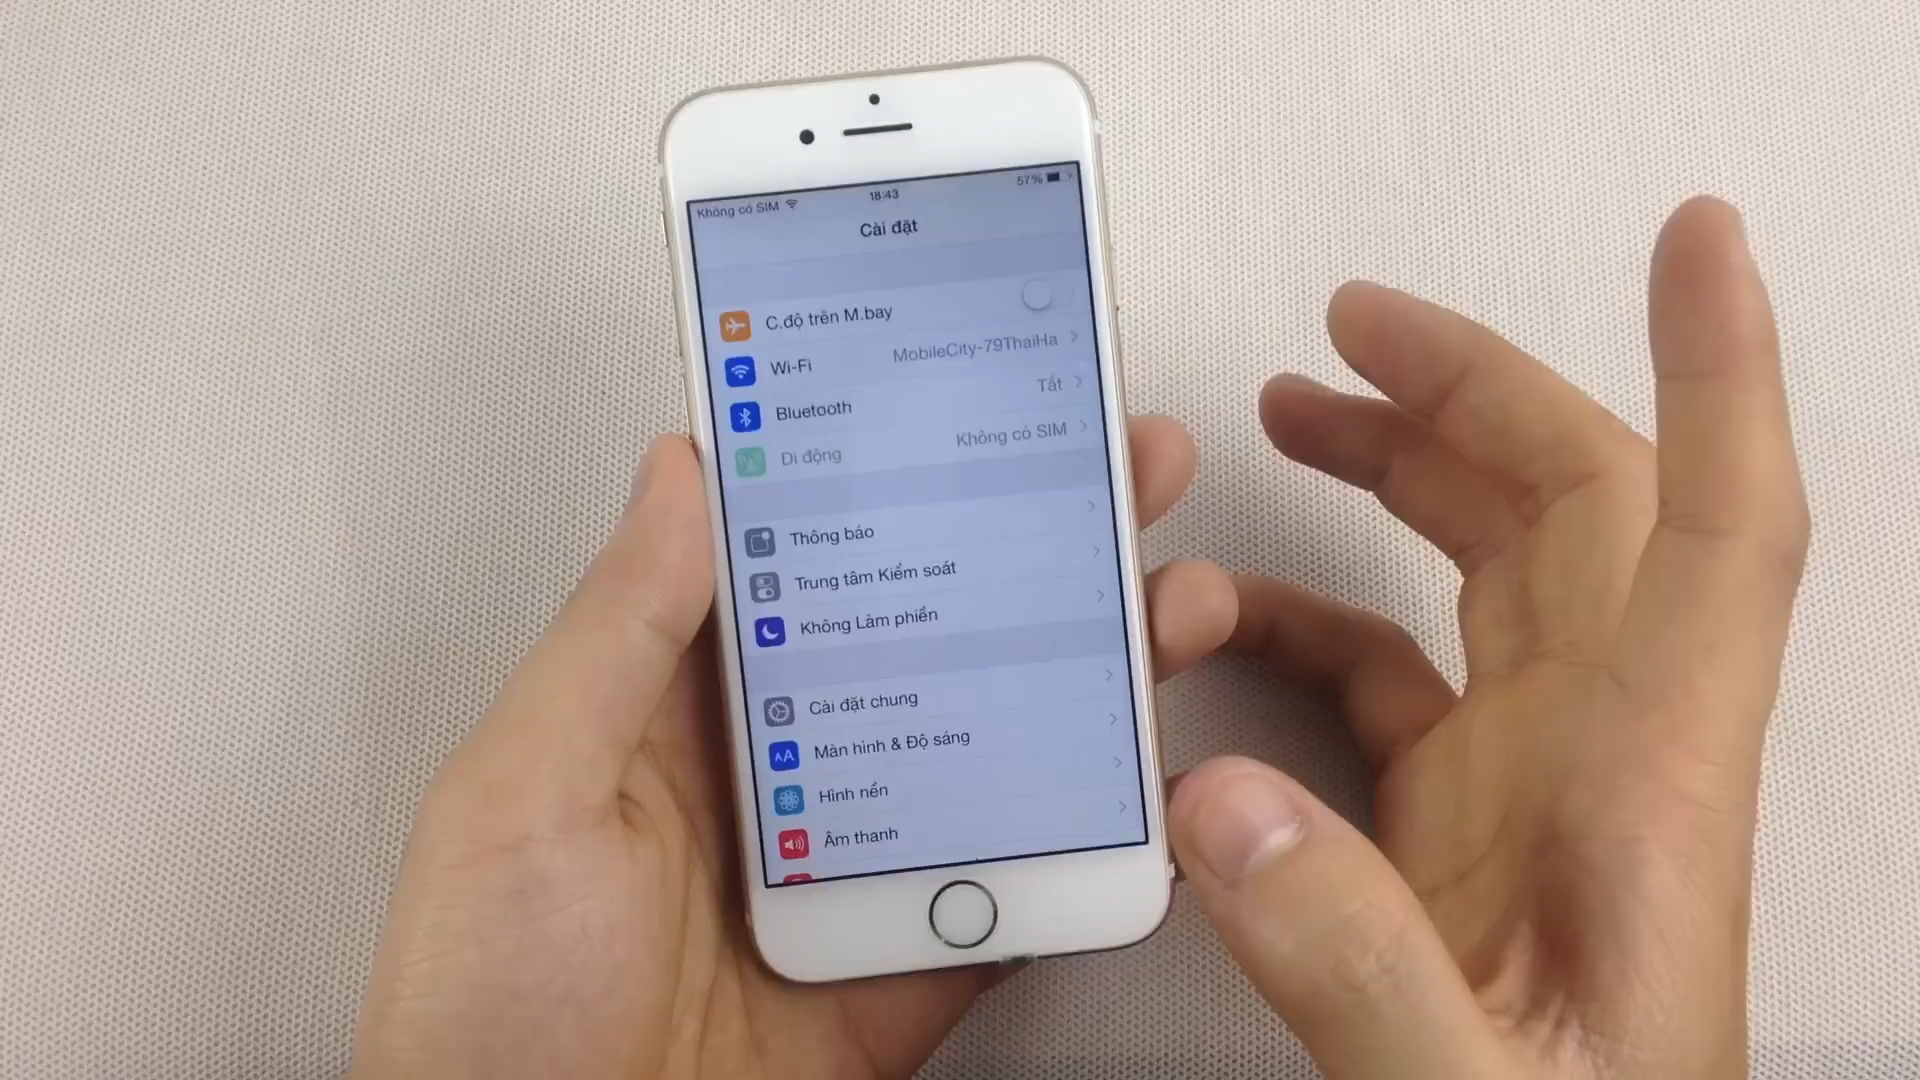 Không có SIM
18:43
57%
Cài đặt
C.độ trên M.bay
Wi-Fi
MobileCity-79ThaiHa
Bluetooth
Tắt
Di động
Không có SIM
Thông báo
Trung tâm Kiểm soát
Không Làm phiền
Cài đặt chung
AA
Màn hình & Độ sáng
Hình nền
Âm thanh